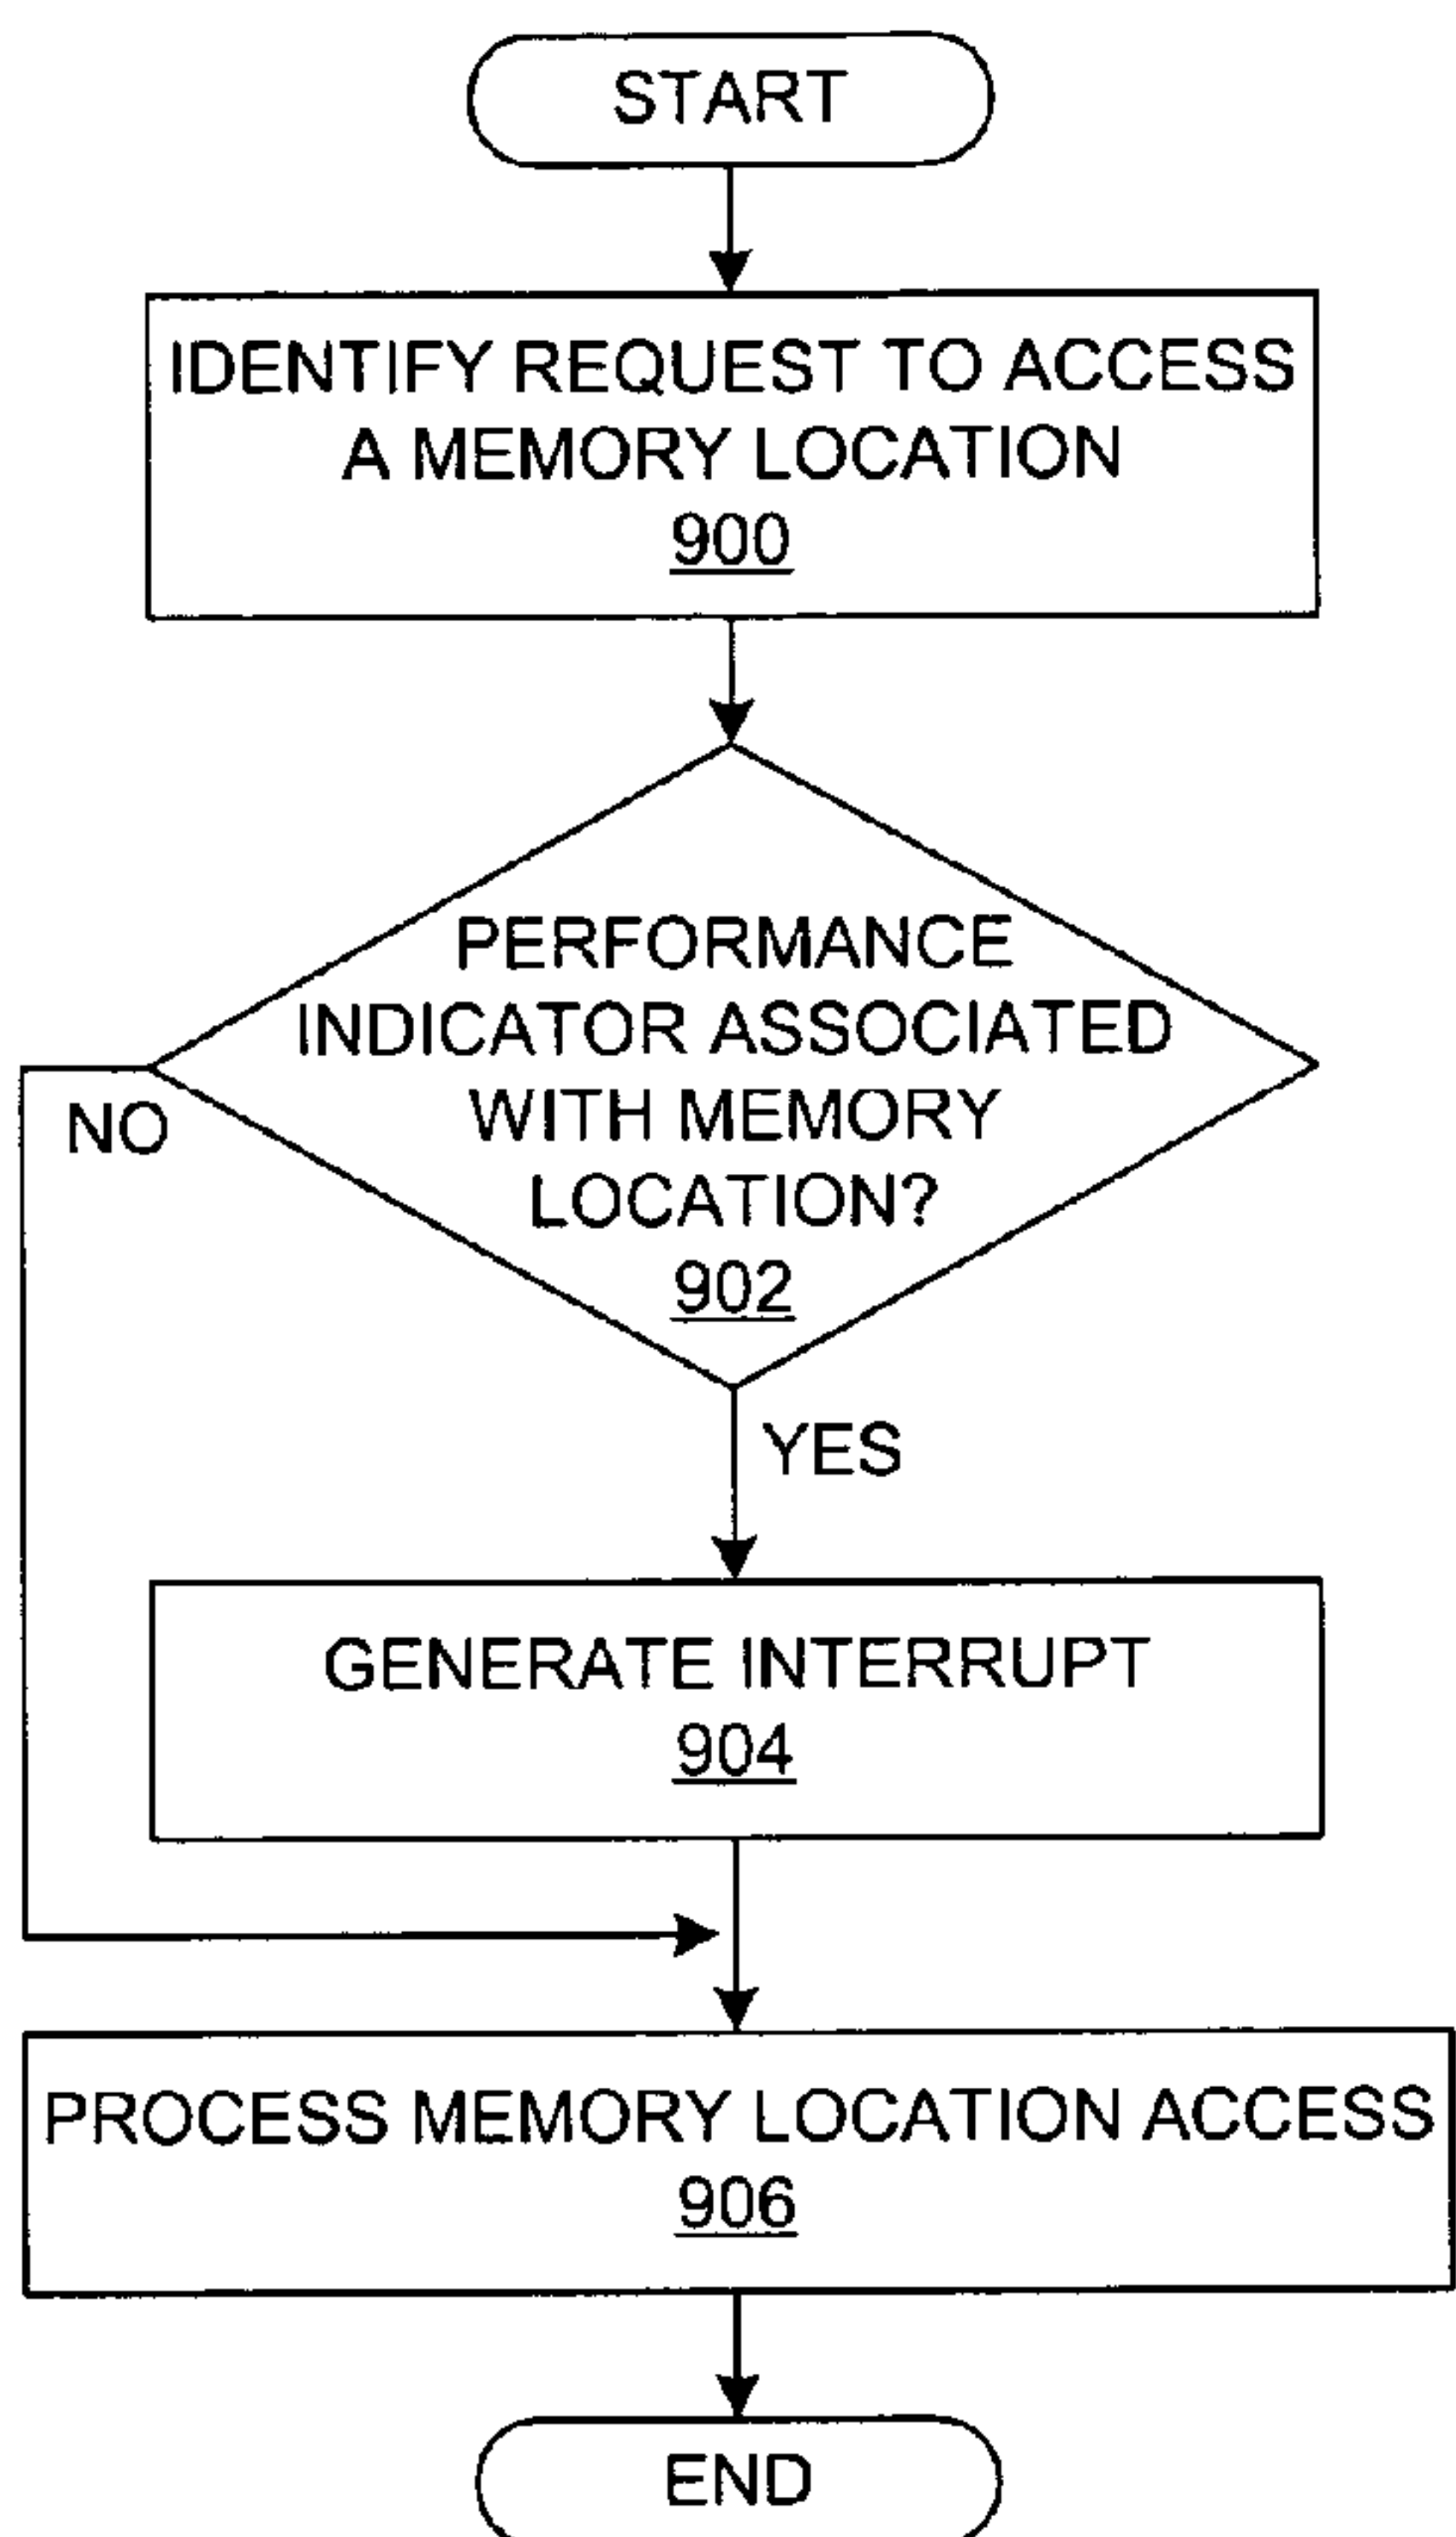 START
IDENTIFY REQUEST TO ACCESS
A MEMORY LOCATION
900
PERFORMANCE
INDICATOR ASSOCIATED
WITH MEMORY
LOCATION?
902
NO
YES
GENERATE INTERRUPT
904
PROCESS MEMORY LOCATION ACCESS
906
END